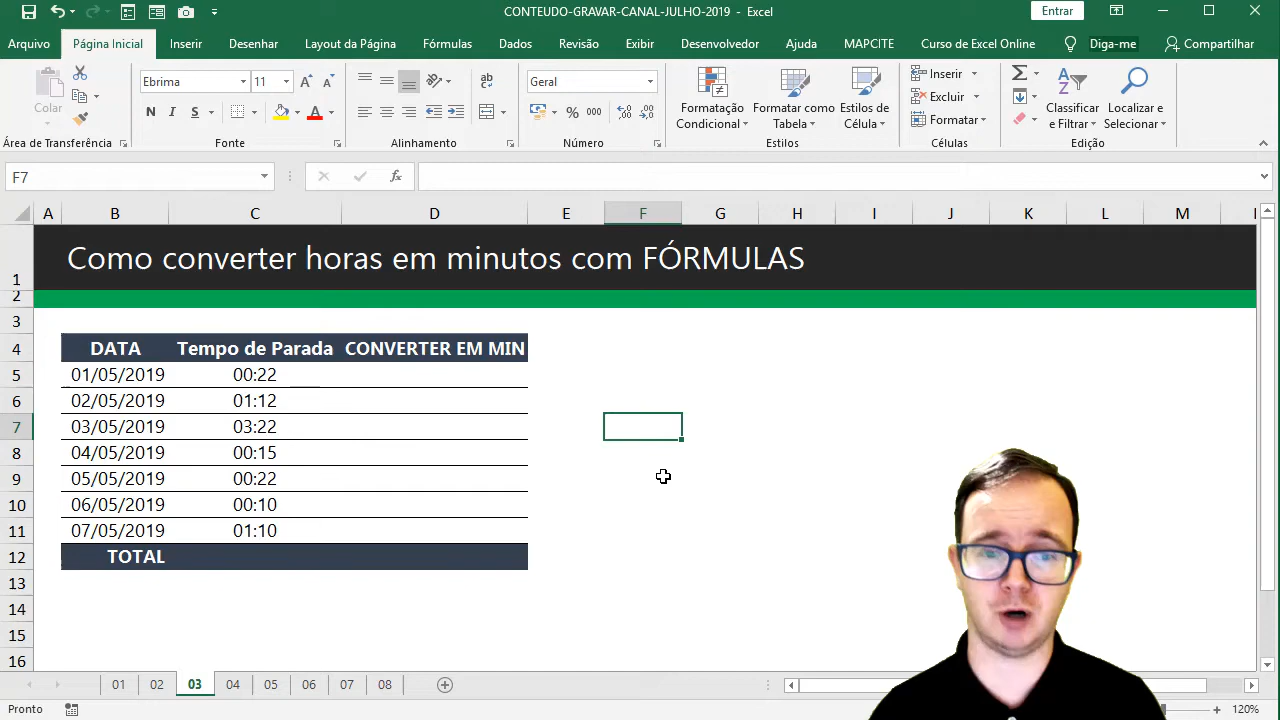 CONTEUDO-GRAVAR-CANAL-JULHO-2019 - Excel
Entrar
Arquivo Página Inicial Inserir Desenhar Layout da Página Fórmulas Dados Revisão Exibir Desenvolvedor Ajuda MAPCITE Curso de Excel Online Diga-me Compartilhar
Colar
Ebrima 11
N I S
A A
ab
Geral
% 000
Formatação Condicional
Formatar como Tabela
Estilos de Célula
Inserir
Excluir
Formatar
Classificar e Filtrar
Localizar e Selecionar
Área de Transferência Fonte Alinhamento Número Estilos Células Edição
F7 fx
A B C D E F G H I J K L M
1 Como converter horas em minutos com FÓRMULAS
2
3
4 DATA Tempo de Parada CONVERTER EM MIN
5 01/05/2019 00:22
6 02/05/2019 01:12
7 03/05/2019 03:22
8 04/05/2019 00:15
9 05/05/2019 00:22
10 06/05/2019 00:10
11 07/05/2019 01:10
12 TOTAL
13
14
15
16
01 02 03 04 05 06 07 08
Pronto 120%